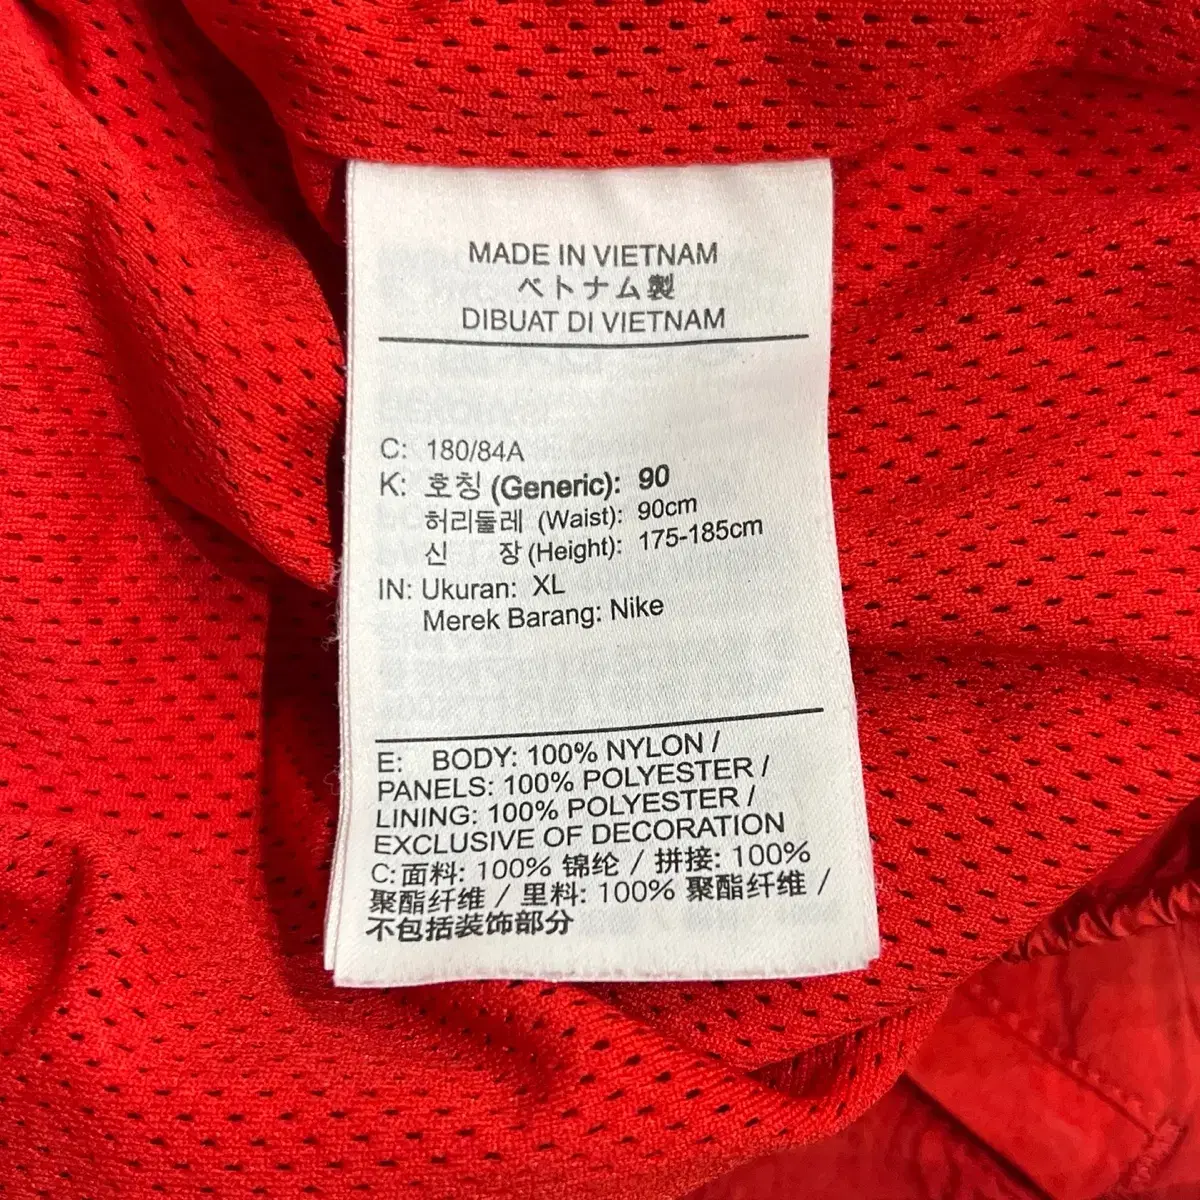 MADE IN VIETNAM
ベトナム製
DIBUAT DI VIETNAM
C: 180/84A
K: 호칭 (Generic): 90
허리둘레 (Waist): 90cm
신 장 (Height): 175-185cm
IN: Ukuran: XL
Merek Barang: Nike
E: BODY: 100% NYLON /
PANELS: 100% POLYESTER /
LINING: 100% POLYESTER /
EXCLUSIVE OF DECORATION
C: 面料: 100% 锦纶 / 拼接: 100%
聚酯纤维 / 里料: 100% 聚酯纤维 /
不包括装饰部分